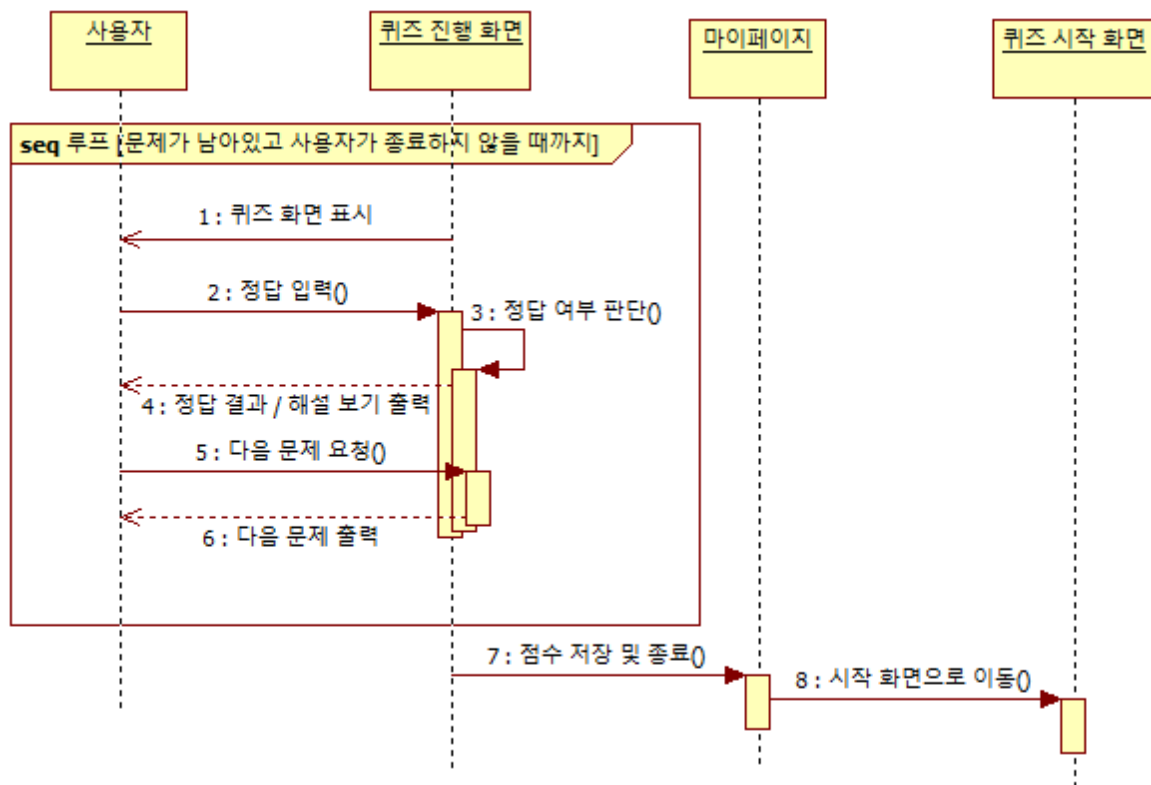 사용자
퀴즈 진행 화면
마이페이지
퀴즈 시작 화면
seq 루프 [문제가 남아있고 사용자가 종료하지 않을 때까지]
1 : 퀴즈 화면 표시
2 : 정답 입력()
3 : 정답 여부 판단()
4 : 정답 결과 / 해설 보기 출력
5 : 다음 문제 요청()
6 : 다음 문제 출력
7 : 점수 저장 및 종료()
8 : 시작 화면으로 이동()